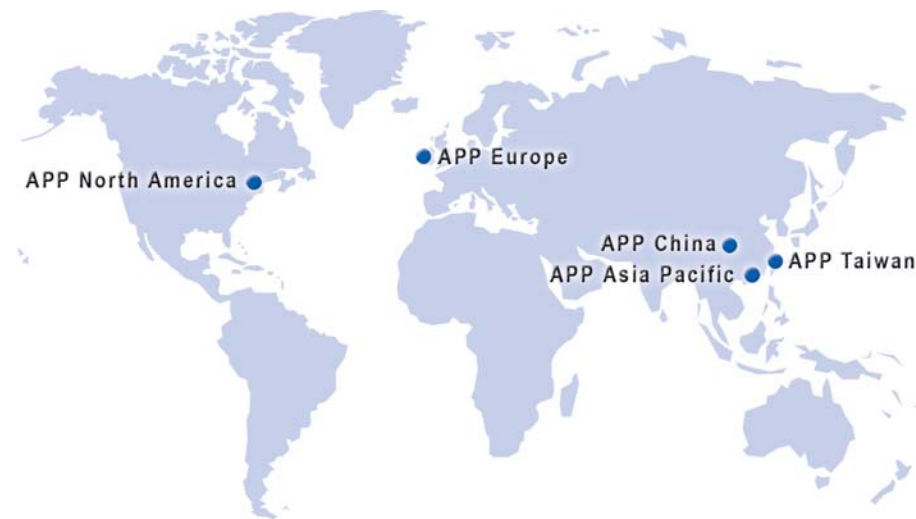 APP Europe
APP North America
APP China
APP Taiwan
APP Asia Pacific